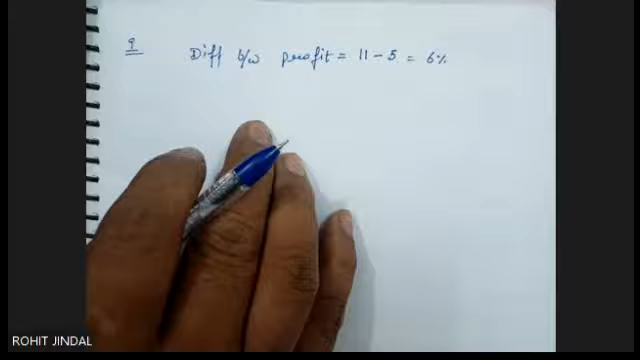 9
Diff b/w profit = 11 - 5 = 6%
ROHIT JINDAL